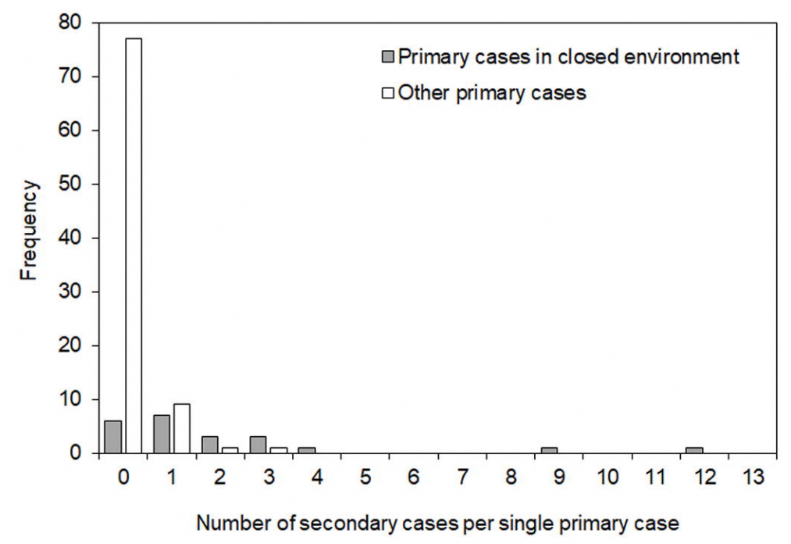 80
70
60
50
40
30
20
10
0
Frequency
Primary cases in closed environment
Other primary cases
0 1 2 3 4 5 6 7 8 9 10 11 12 13
Number of secondary cases per single primary case